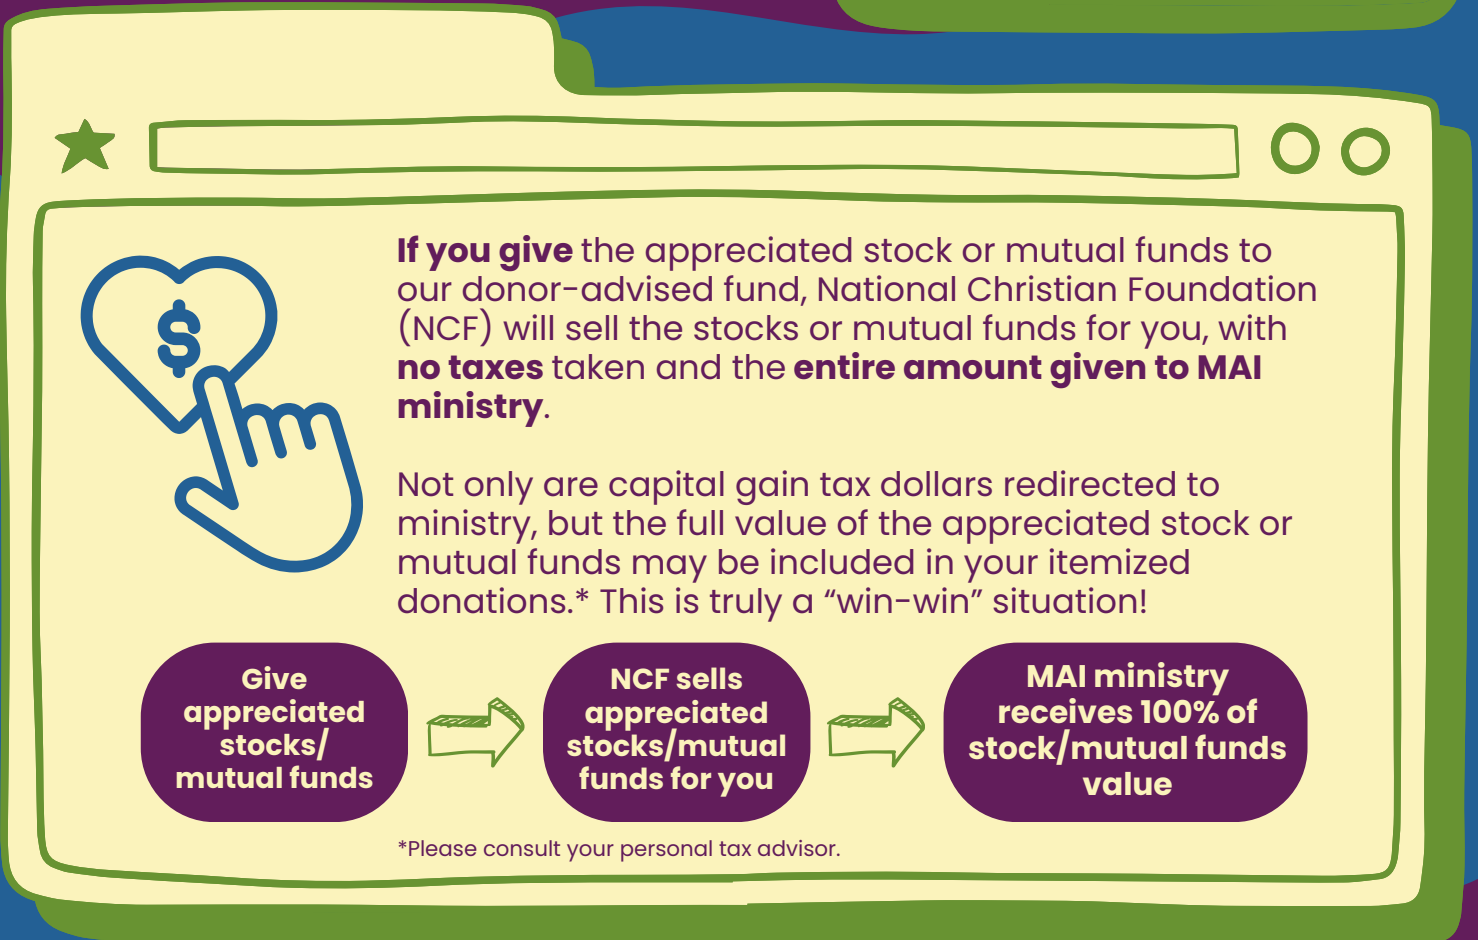 If you give the appreciated stock or mutual funds to
our donor-advised fund, National Christian Foundation
(NCF) will sell the stocks or mutual funds for you, with
no taxes taken and the entire amount given to MAI
ministry.
Not only are capital gain tax dollars redirected to
ministry, but the full value of the appreciated stock or
mutual funds may be included in your itemized
donations.* This is truly a “win-win” situation!
$
Give
appreciated
stocks/
mutual funds
NCF sells
appreciated
stocks/mutual
funds for you
MAI ministry
receives 100% of
stock/mutual funds
value
*Please consult your personal tax advisor.